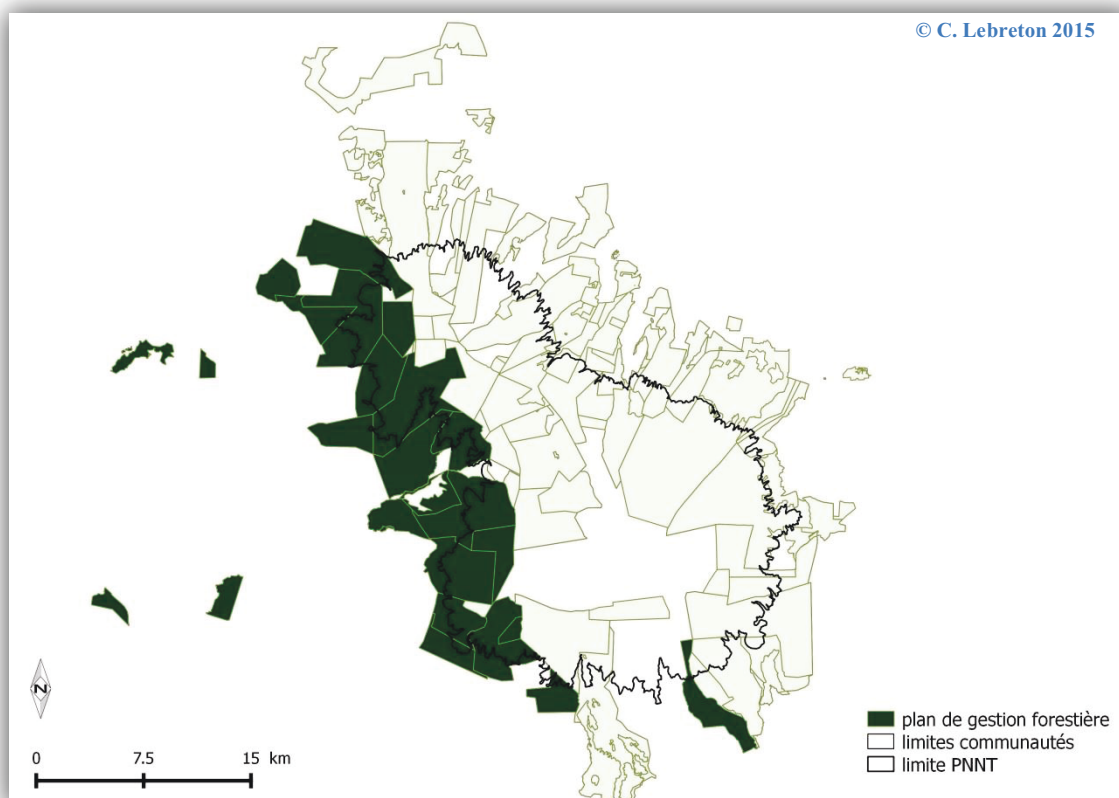 © C. Lebreton 2015
N
plan de gestion forestière
limites communautés
limite PNNT
0 7.5 15 km